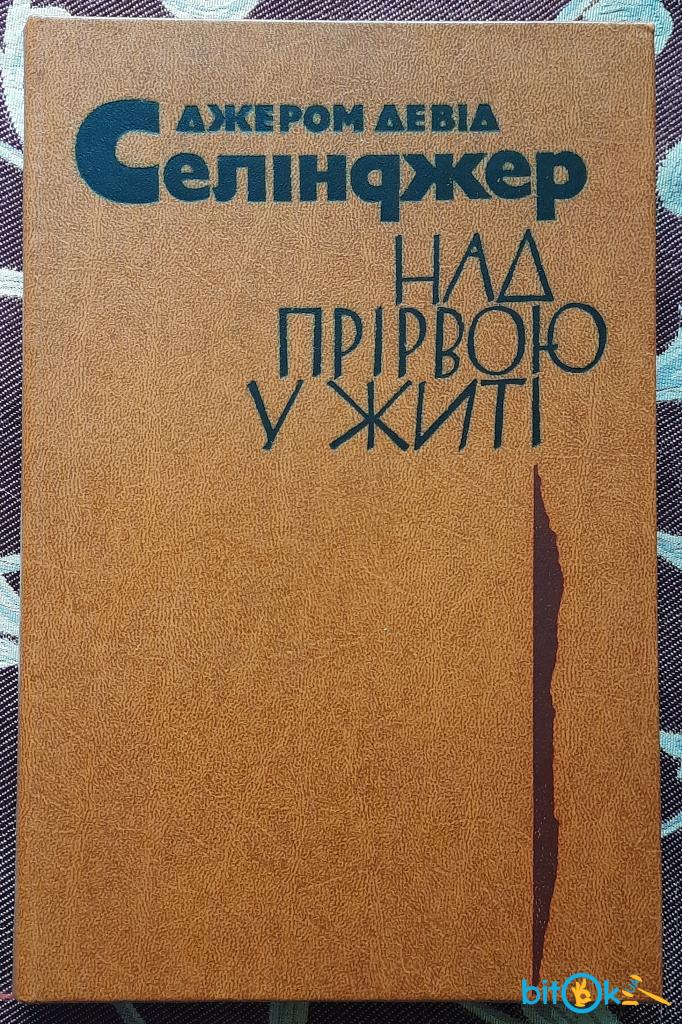 ДЖЕРОМ ДЕВІД
Селінджер
НАД
ПРІРВОЮ
У ЖИТІ
bitOk